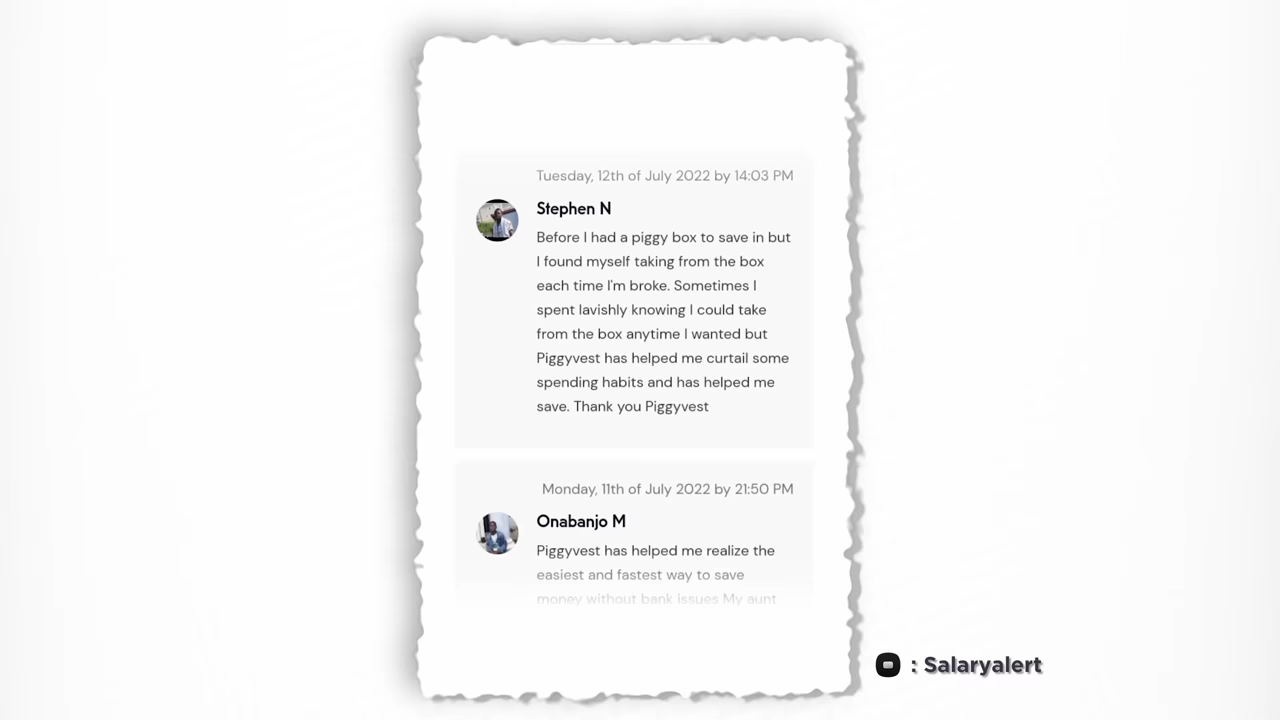 Tuesday, 12th of July 2022 by 14:03 PM
Stephen N
Before I had a piggy box to save in but
I found myself taking from the box
each time I'm broke. Sometimes I
spent lavishly knowing I could take
from the box anytime I wanted but
Piggyvest has helped me curtail some
spending habits and has helped me
save. Thank you Piggyvest
Monday, 11th of July 2022 by 21:50 PM
Onabanjo M
Piggyvest has helped me realize the
easiest and fastest way to save
money without bank issues My aunt
: Salaryalert